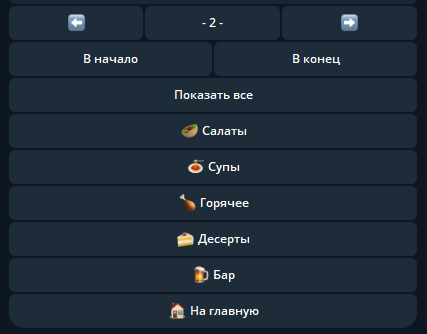 - 2 -
В начало В конец
Показать все
Салаты
Супы
Горячее
Десерты
Бар
На главную